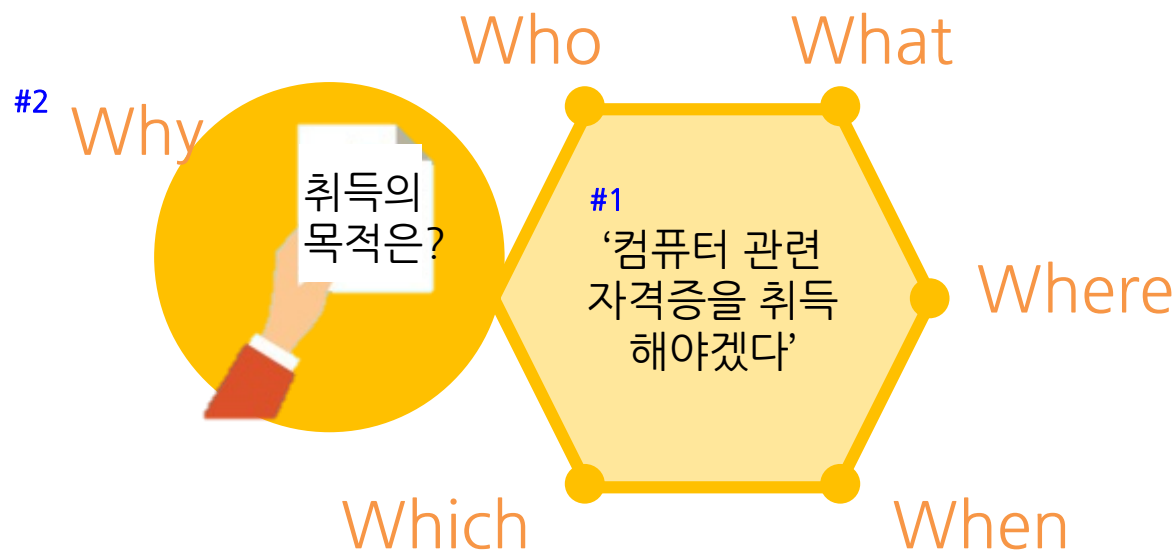 Who
What
#2
Why
취득의
목적은?
#1
‘컴퓨터 관련
자격증을 취득
해야겠다’
Where
Which
When